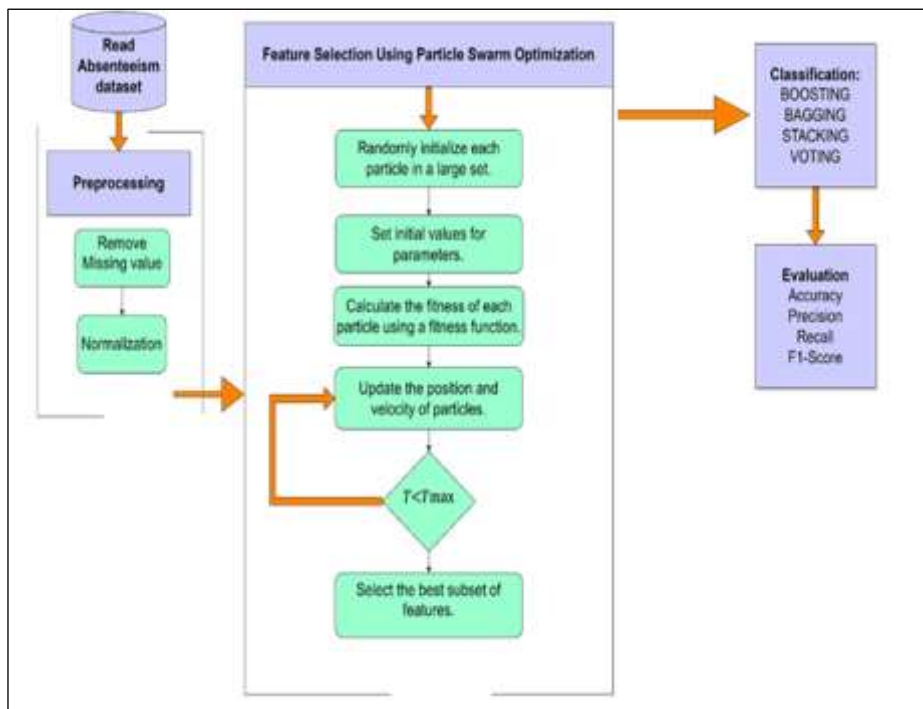 Read
Absenteeism
dataset
Preprocessing
Remove
Missing value
Normalization
Feature Selection Using Particle Swarm Optimization
Randomly initialize each
particle in a large set.
Set initial values for
parameters.
Calculate the fitness of each
particle using a fitness function.
Update the position and
velocity of particles.
T<Tmax
Select the best subset of
features.
Classification:
BOOSTING
BAGGING
STACKING
VOTING
Evaluation
Accuracy
Precision
Recall
F1-Score